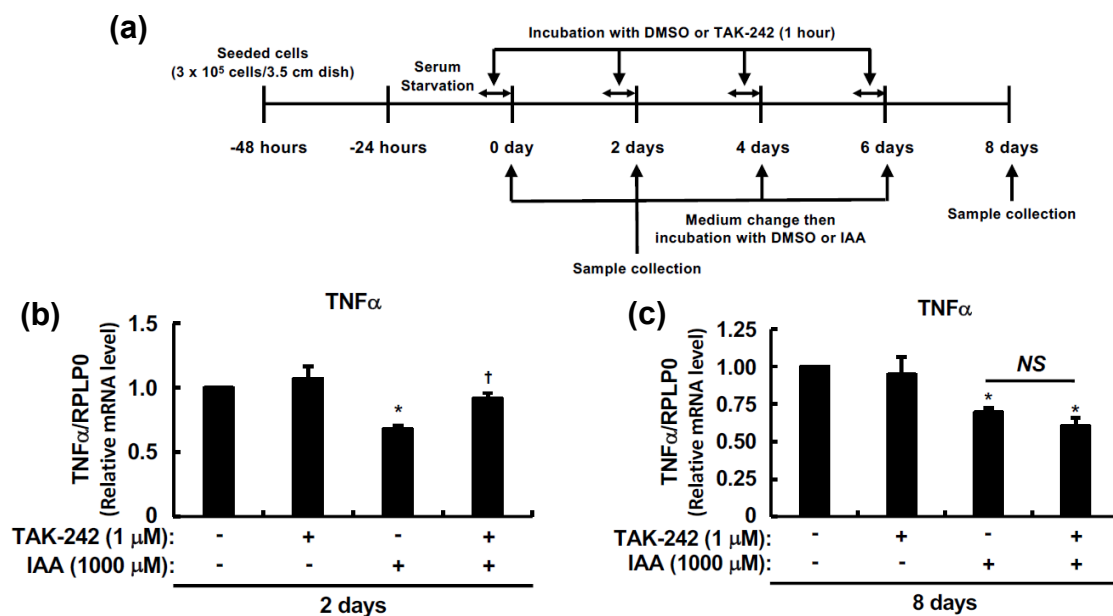 (a)
Incubation with DMSO or TAK-242 (1 hour)
Seeded cells
(3 x 10⁵ cells/3.5 cm dish)
Serum
Starvation
-48 hours
-24 hours
0 day
2 days
4 days
6 days
8 days
Medium change then
incubation with DMSO or IAA
Sample collection
Sample collection
(b)
TNFα
TNFα/RPLP0
(Relative mRNA level)
1.5
1.0
0.5
0
*
†
TAK-242 (1 μM): - + - +
IAA (1000 μM): - - + +
2 days
(c)
TNFα
TNFα/RPLP0
(Relative mRNA level)
1.25
1.00
0.75
0.50
0.25
0
NS
*
*
TAK-242 (1 μM): - + - +
IAA (1000 μM): - - + +
8 days